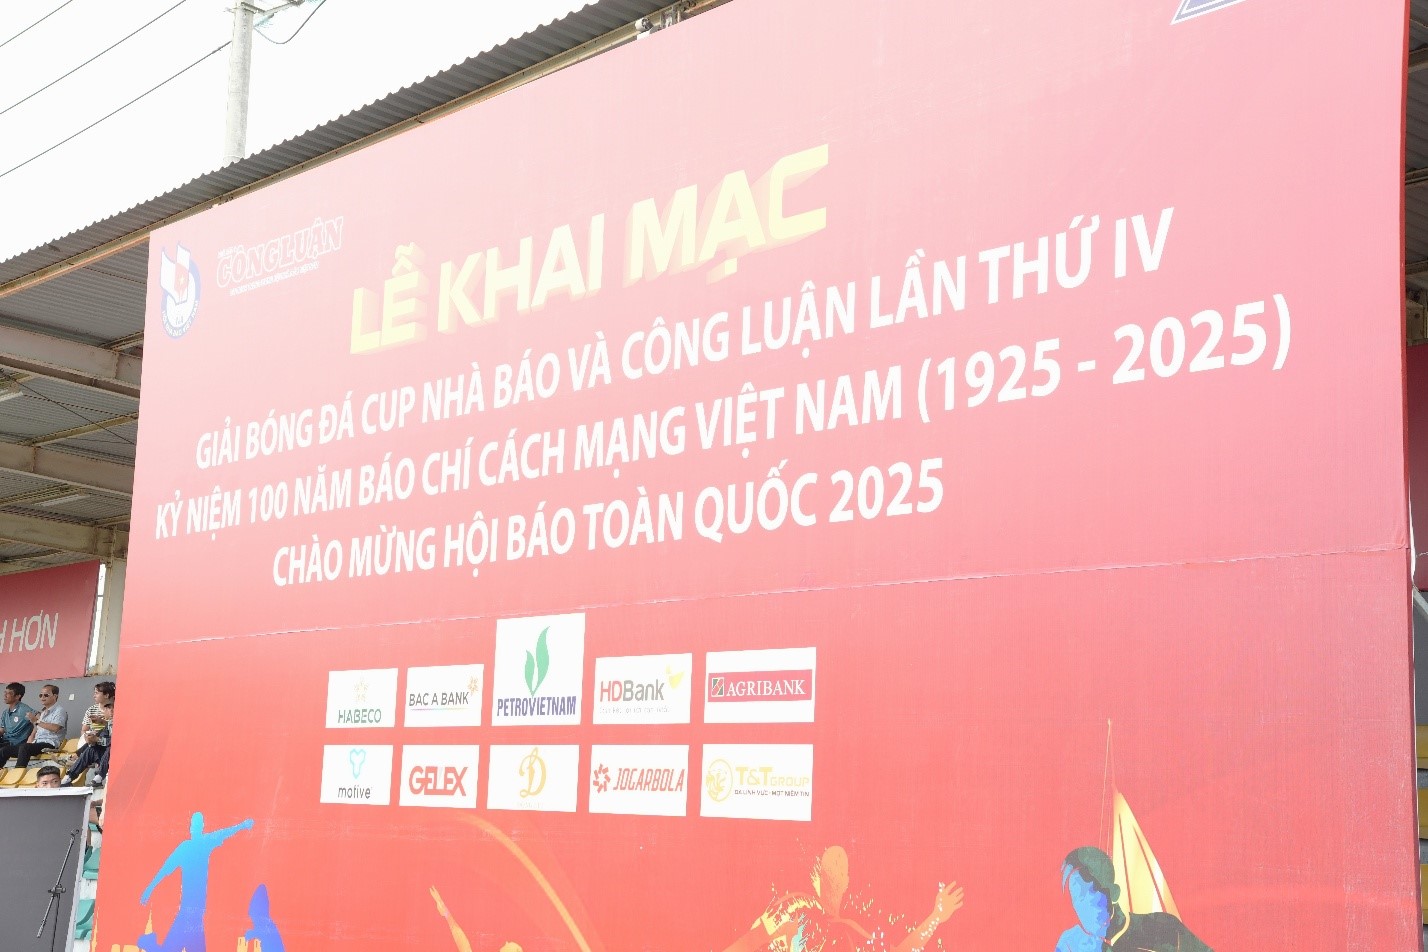 CÔNG LUẬN
LỄ KHAI MẠC
GIẢI BÓNG ĐÁ CUP NHÀ BÁO VÀ CÔNG LUẬN LẦN THỨ IV
KỶ NIỆM 100 NĂM BÁO CHÍ CÁCH MẠNG VIỆT NAM (1925 - 2025)
CHÀO MỪNG HỘI BÁO TOÀN QUỐC 2025
HƠN
HABECO
BAC A BANK
PETROVIETNAM
HDBank
AGRIBANK
motive
GELEX
JOGARBOLA
T&T GROUP